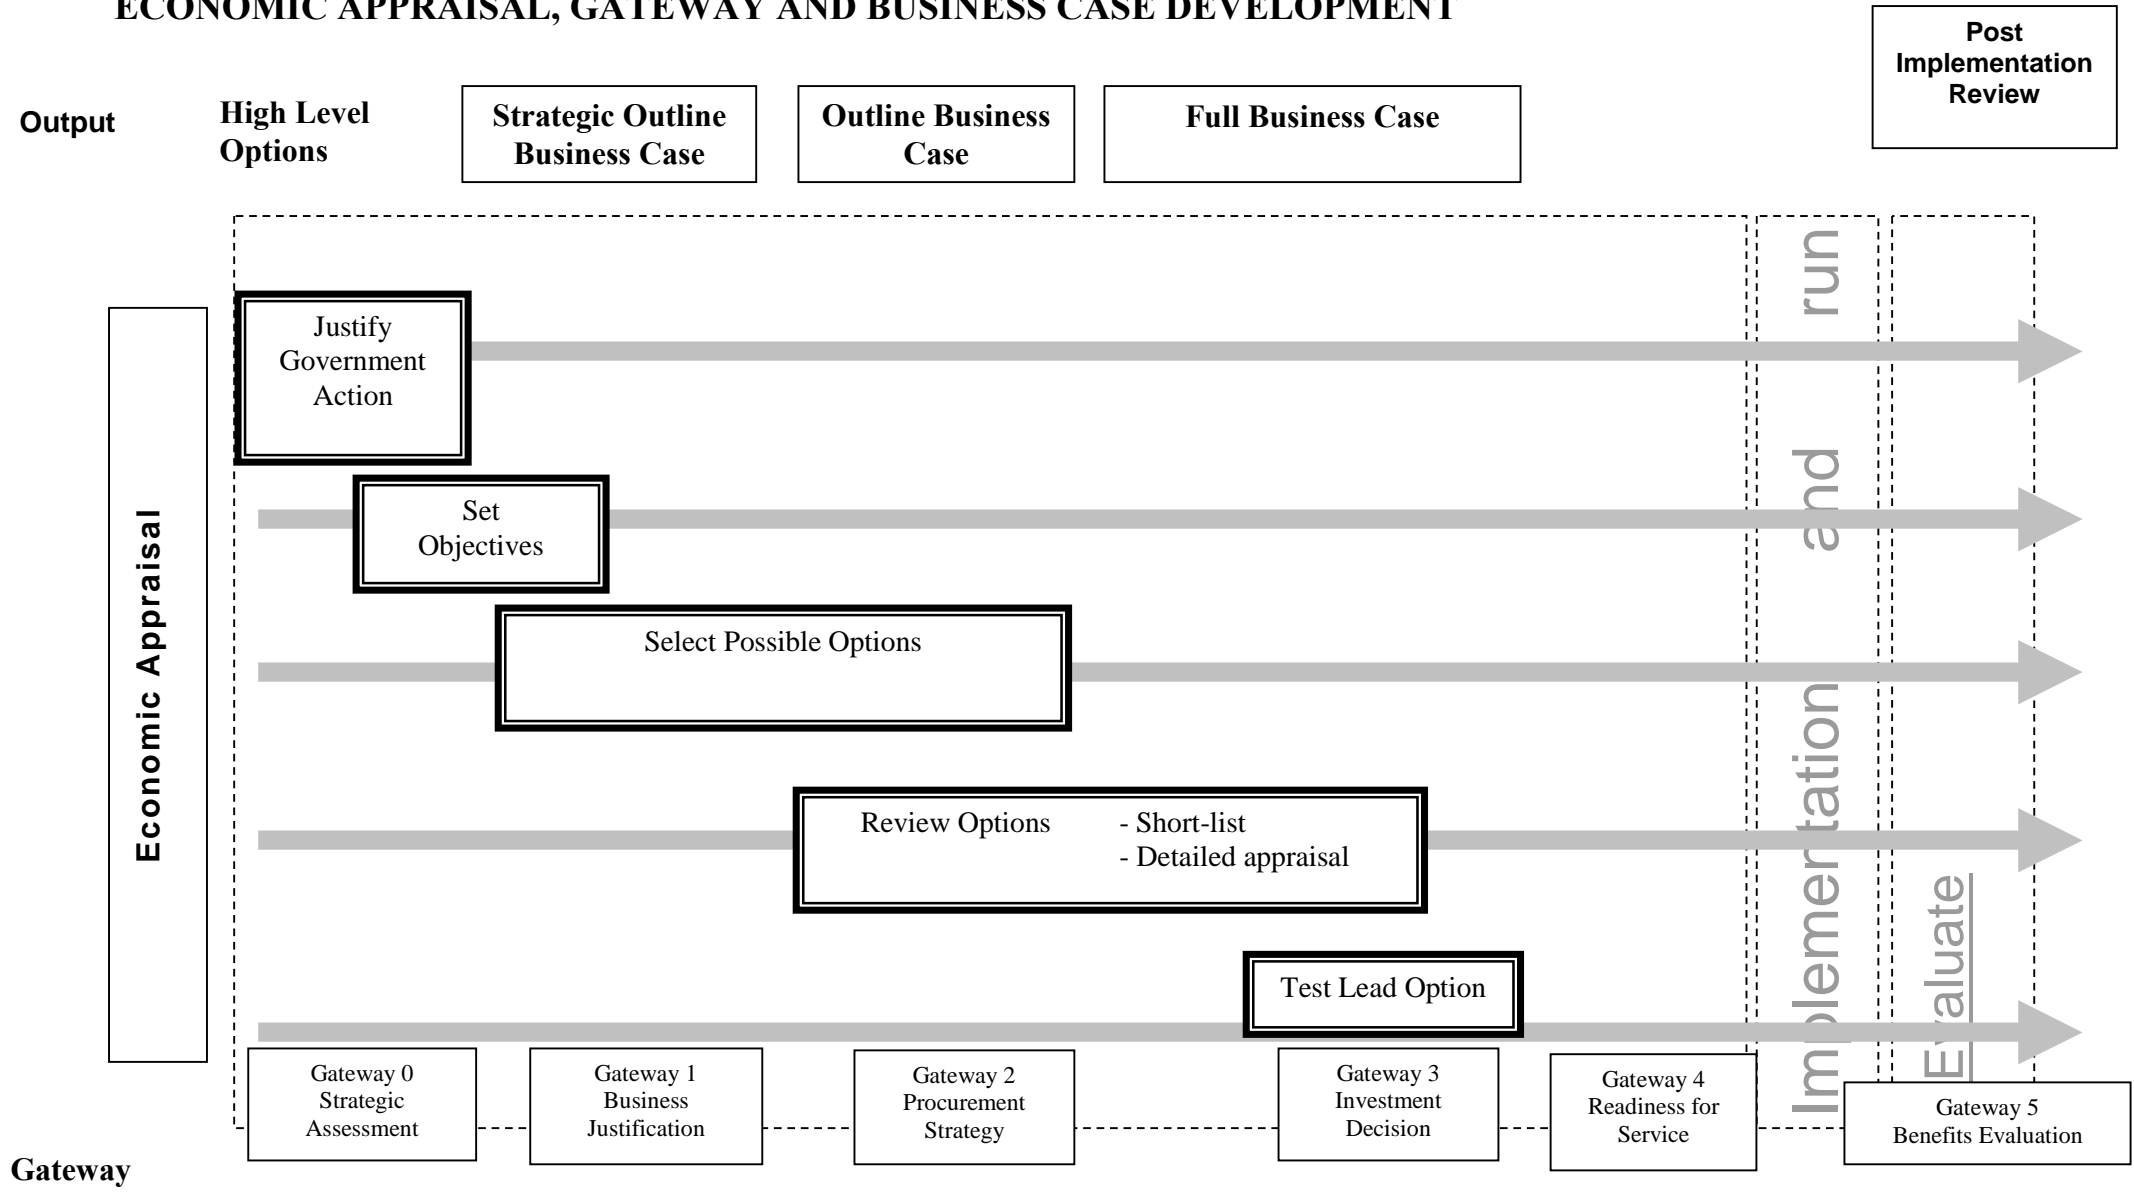 ECONOMIC APPRAISAL, GATEWAY AND BUSINESS CASE DEVELOPMENT
Post
Implementation
Review
Output
High Level
Options
Strategic Outline
Business Case
Outline Business
Case
Full Business Case
Economic Appraisal
Justify
Government
Action
Set
Objectives
Select Possible Options
Review Options - Short-list
- Detailed appraisal
Test Lead Option
Implementation and run
Evaluate
Gateway 0
Strategic
Assessment
Gateway 1
Business
Justification
Gateway 2
Procurement
Strategy
Gateway 3
Investment
Decision
Gateway 4
Readiness for
Service
Gateway 5
Benefits Evaluation
Gateway